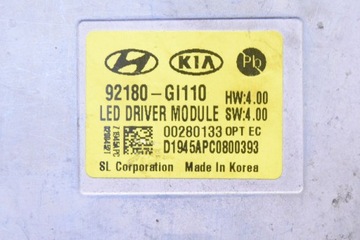 KIA Pb
92180-GI110 HW:4.00
LED DRIVER MODULE SW:4.00
00280133 OPT EC
D1945APC0800393
SL Corporation Made In Korea